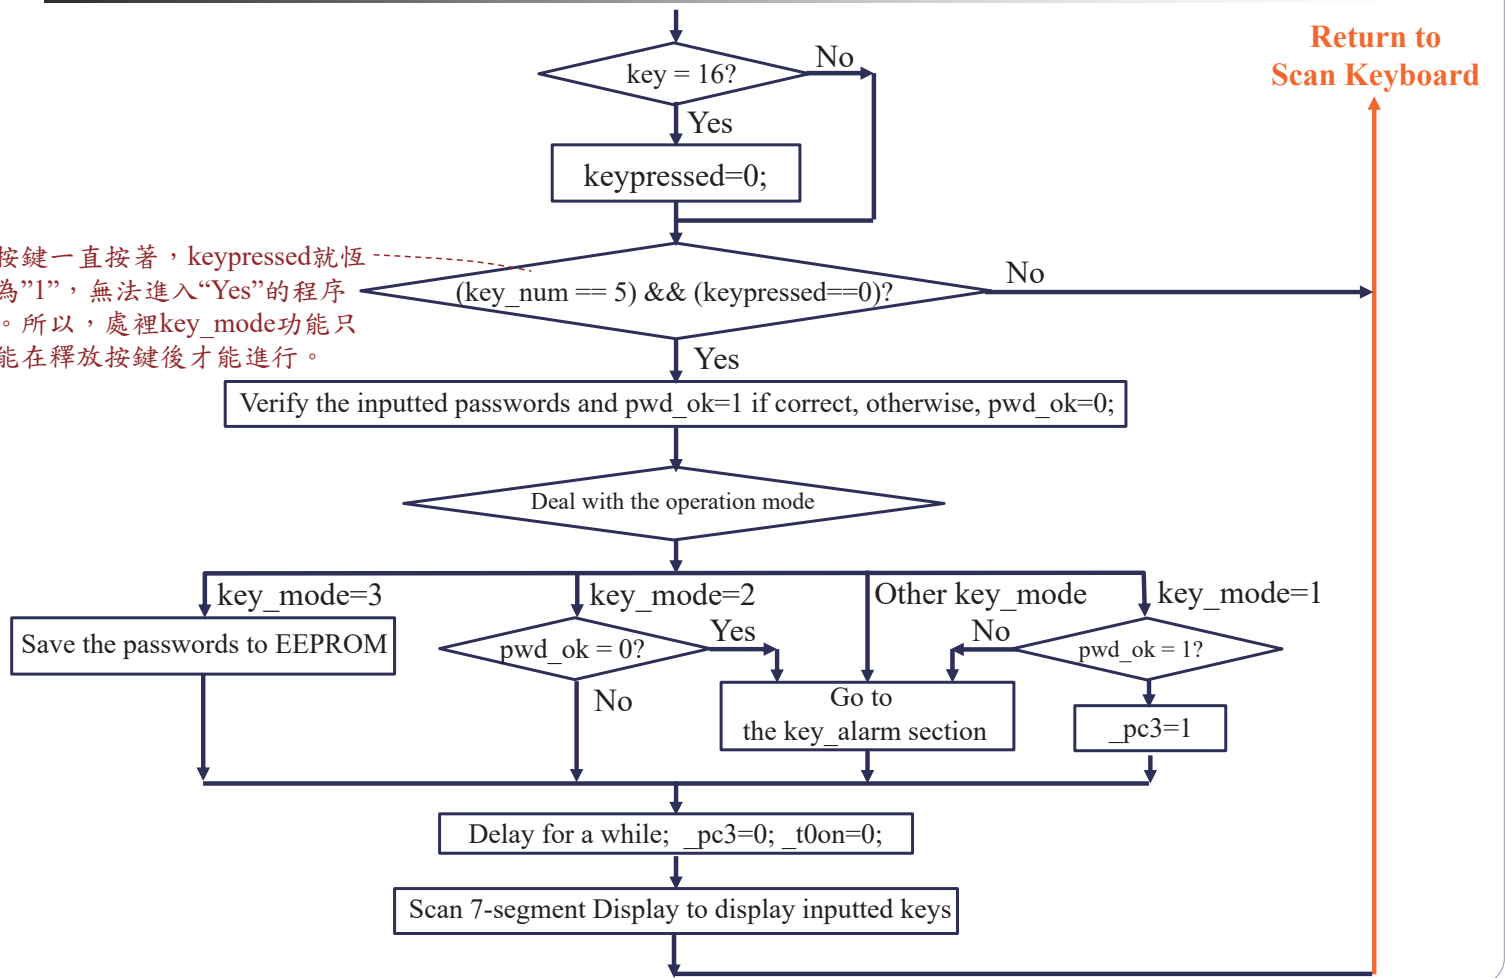 Return to
Scan Keyboard
key = 16?
No
Yes
keypressed=0;
按鍵一直按著，keypressed就恆
為”1”，無法進入“Yes”的程序
。所以，處裡key_mode功能只
能在釋放按鍵後才能進行。
(key_num == 5) && (keypressed==0)?
No
Yes
Verify the inputted passwords and pwd_ok=1 if correct, otherwise, pwd_ok=0;
Deal with the operation mode
key_mode=3
key_mode=2
Other key_mode
key_mode=1
Save the passwords to EEPROM
pwd_ok = 0?
Yes
No
No
pwd_ok = 1?
Go to
the key_alarm section
_pc3=1
Delay for a while; _pc3=0; _t0on=0;
Scan 7-segment Display to display inputted keys